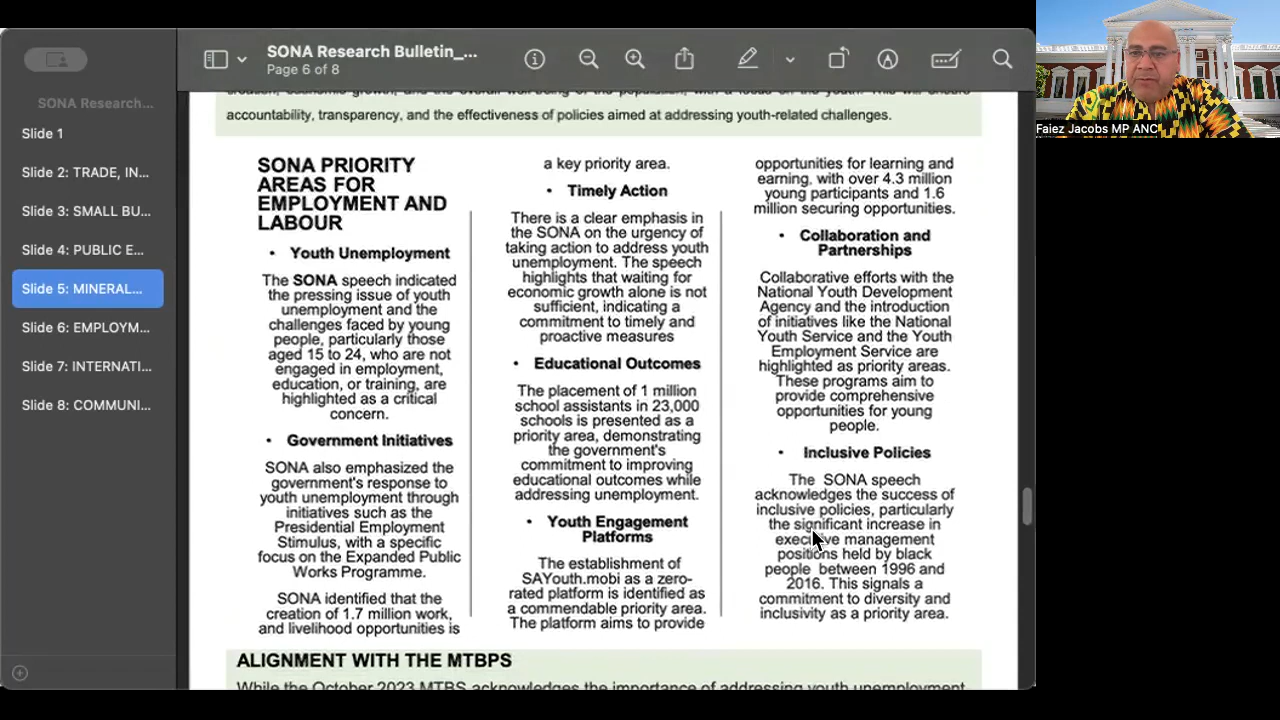 SONA Research Bulletin_...
Page 6 of 8
SONA Research...
Slide 1
Slide 2: TRADE, IN...
Slide 3: SMALL BU...
Slide 4: PUBLIC E...
Slide 5: MINERAL...
Slide 6: EMPLOYM...
Slide 7: INTERNATI...
Slide 8: COMMUNI...
accountability, transparency, and the effectiveness of policies aimed at addressing youth-related challenges.
SONA PRIORITY
AREAS FOR
EMPLOYMENT AND
LABOUR
• Youth Unemployment
The SONA speech indicated
the pressing issue of youth
unemployment and the
challenges faced by young
people, particularly those
aged 15 to 24, who are not
engaged in employment,
education, or training, are
highlighted as a critical
concern.
• Government Initiatives
SONA also emphasized the
government's response to
youth unemployment through
initiatives such as the
Presidential Employment
Stimulus, with a specific
focus on the Expanded Public
Works Programme.
SONA identified that the
creation of 1.7 million work,
and livelihood opportunities is
a key priority area.
• Timely Action
There is a clear emphasis in
the SONA on the urgency of
taking action to address youth
unemployment. The speech
highlights that waiting for
economic growth alone is not
sufficient, indicating a
commitment to timely and
proactive measures
• Educational Outcomes
The placement of 1 million
school assistants in 23,000
schools is presented as a
priority area, demonstrating
the government's
commitment to improving
educational outcomes while
addressing unemployment.
• Youth Engagement
Platforms
The establishment of
SAYouth.mobi as a zero-
rated platform is identified as
a commendable priority area.
The platform aims to provide
opportunities for learning and
earning, with over 4.3 million
young participants and 1.6
million securing opportunities.
• Collaboration and
Partnerships
Collaborative efforts with the
National Youth Development
Agency and the introduction
of initiatives like the National
Youth Service and the Youth
Employment Service are
highlighted as priority areas.
These programs aim to
provide comprehensive
opportunities for young
people.
• Inclusive Policies
The SONA speech
acknowledges the success of
inclusive policies, particularly
the significant increase in
executive management
positions held by black
people between 1996 and
2016. This signals a
commitment to diversity and
inclusivity as a priority area.
ALIGNMENT WITH THE MTBPS
While the October 2023 MTBS acknowledges the importance of addressing youth unemployment
Faiez Jacobs MP ANC